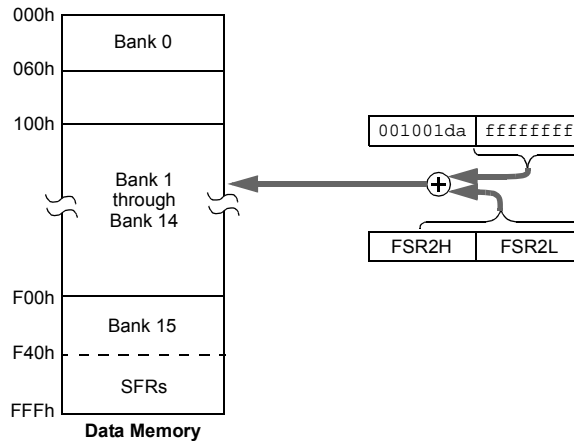 000h
Bank 0
060h
100h
001001da ffffffff
Bank 1
through
Bank 14
FSR2H FSR2L
F00h
Bank 15
F40h
SFRs
FFFh
Data Memory